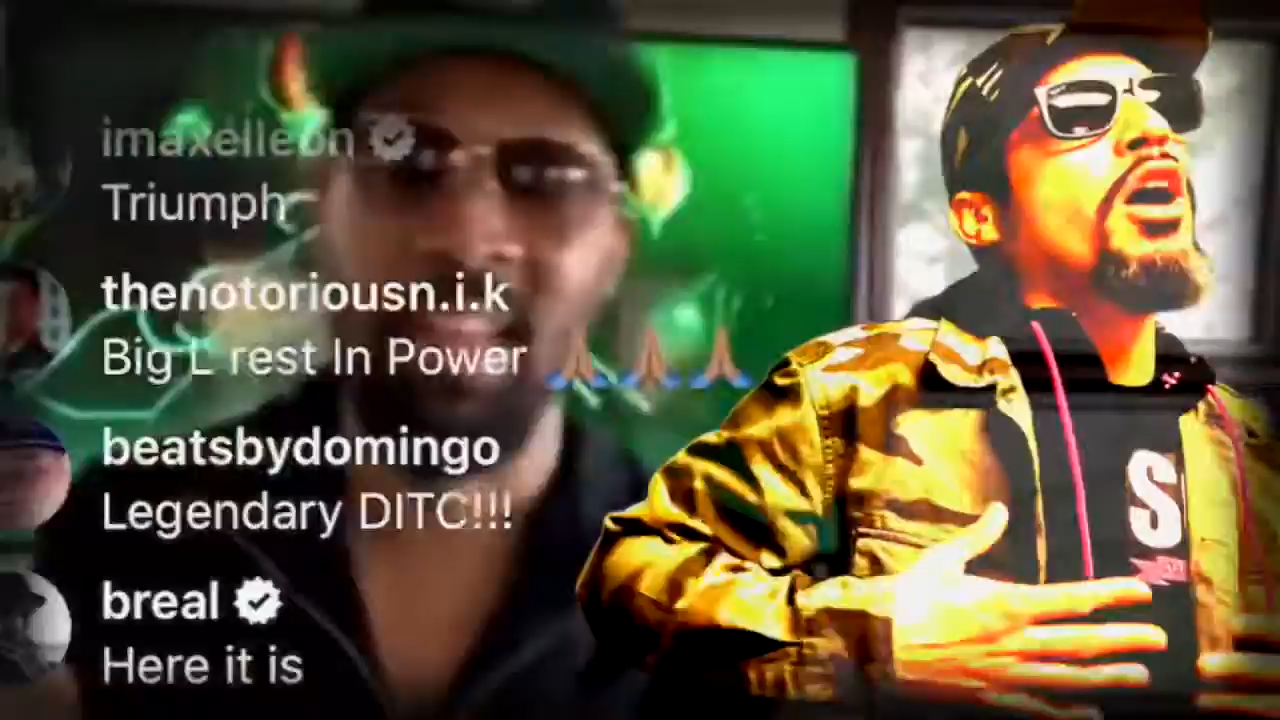 imaxelleon
Triumph
thenotoriousn.i.k
Big L rest In Power 🙏🏽🙏🏽🙏🏽
beatsbydomingo
Legendary DITC!!!
breal
Here it is
S